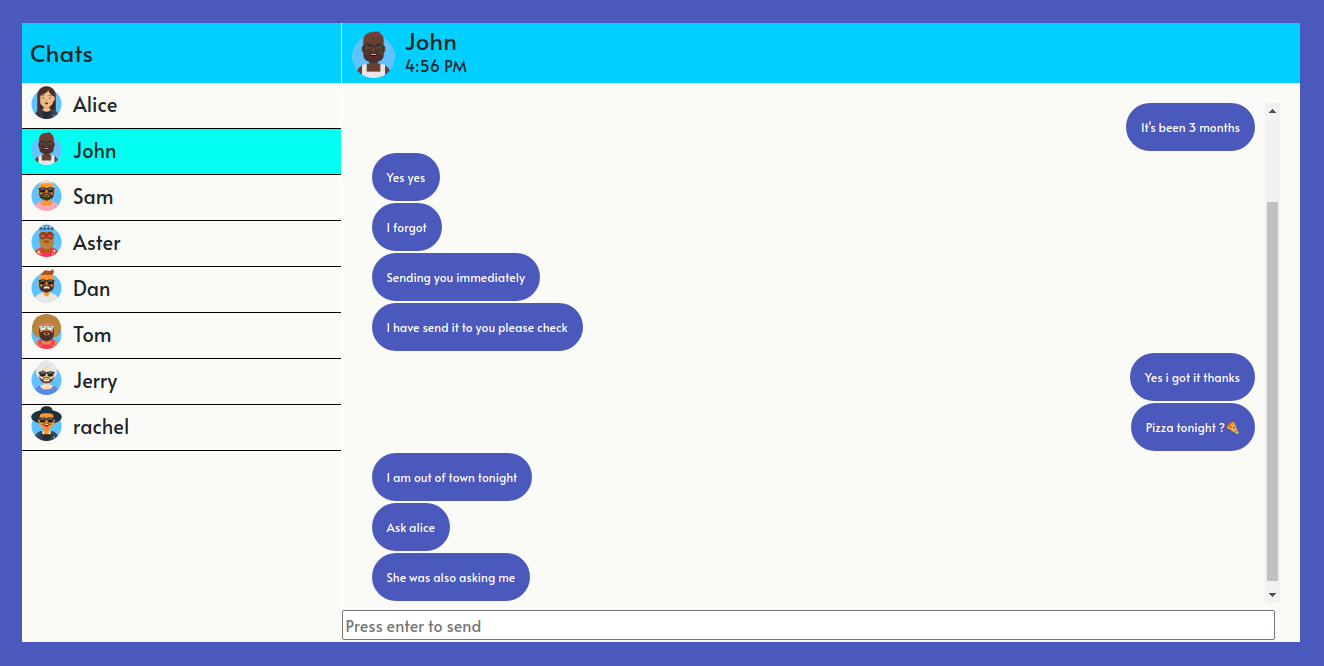 Chats
Alice
John
Sam
Aster
Dan
Tom
Jerry
rachel
John
4:56 PM
It's been 3 months
Yes yes
I forgot
Sending you immediately
I have send it to you please check
Yes i got it thanks
Pizza tonight ?🍕
I am out of town tonight
Ask alice
She was also asking me
Press enter to send